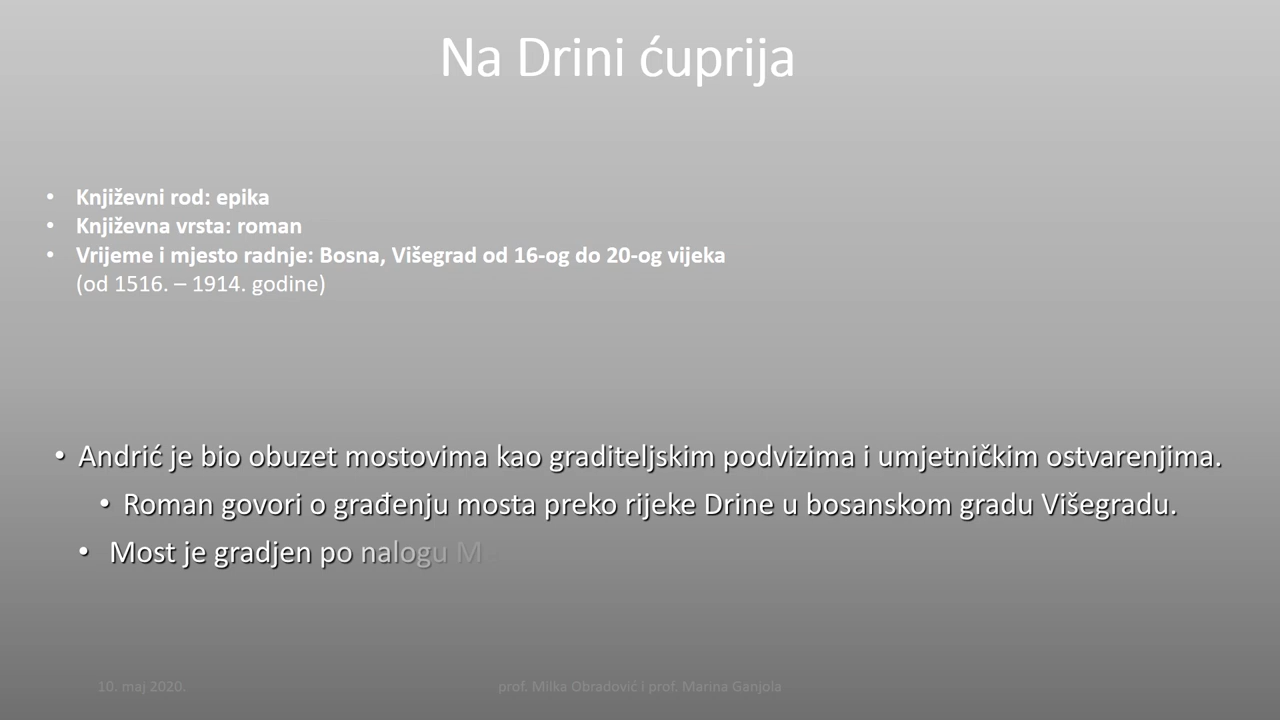 Na Drini ćuprija
• Književni rod: epika
• Književna vrsta: roman
• Vrijeme i mjesto radnje: Bosna, Višegrad od 16-og do 20-og vijeka
(od 1516. – 1914. godine)
• Andrić je bio obuzet mostovima kao graditeljskim podvizima i umjetničkim ostvarenjima.
• Roman govori o građenju mosta preko rijeke Drine u bosanskom gradu Višegradu.
• Most je gradjen po nalogu
10. maj 2020.
prof. Milka Obradović i prof. Marina Ganjola